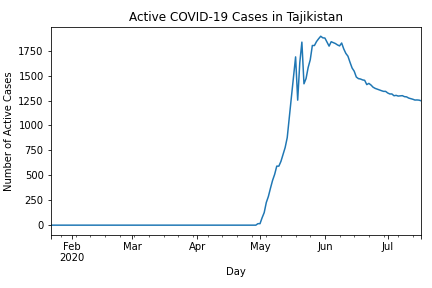 Active COVID-19 Cases in Tajikistan
Number of Active Cases
1750
1500
1250
1000
750
500
250
0
Feb Mar Apr May Jun Jul
2020
Day